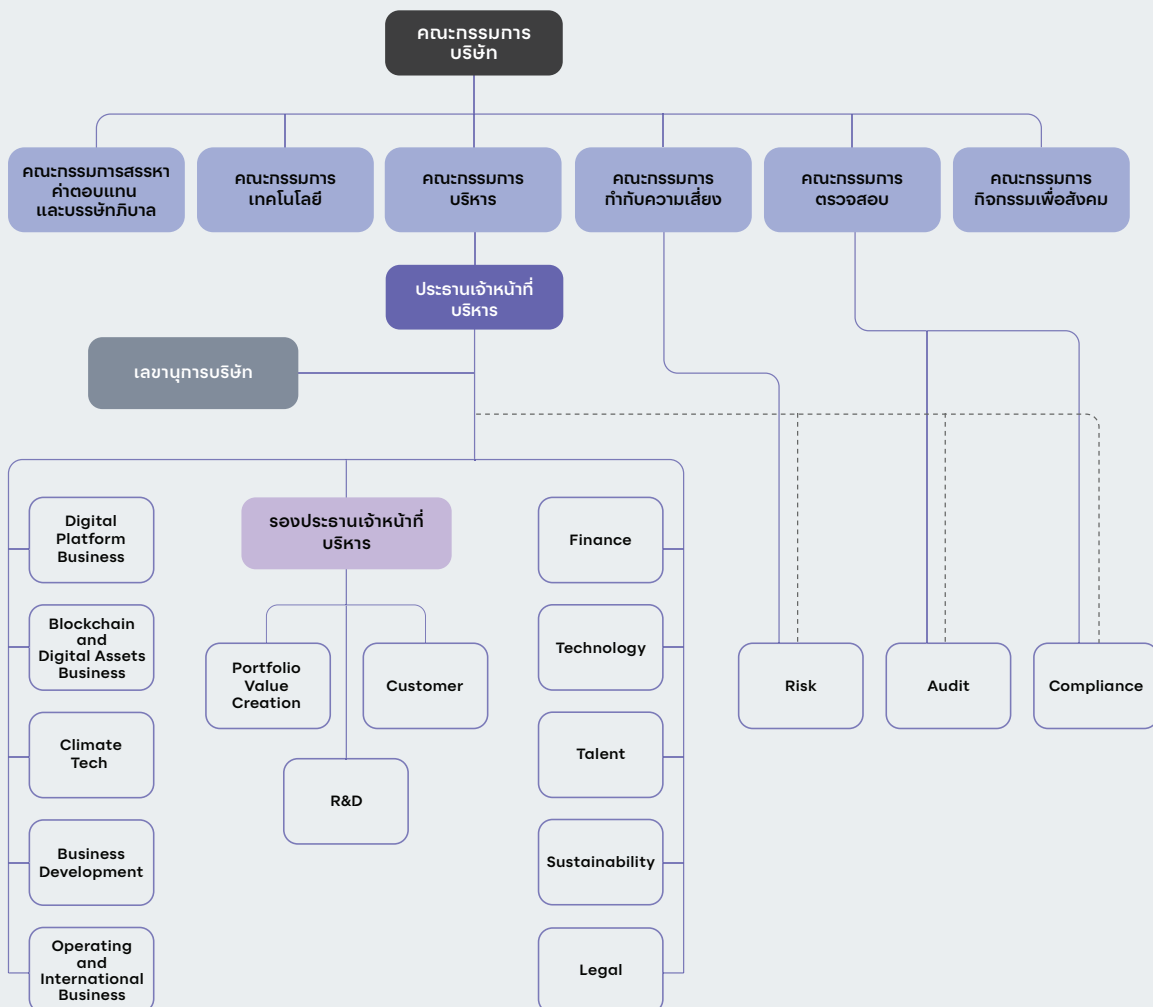 คณะกรรมการ
บริษัท
คณะกรรมการสรรหา
ค่าตอบแทน
และบรรษัทภิบาล
คณะกรรมการ
เทคโนโลยี
คณะกรรมการ
บริหาร
คณะกรรมการ
กำกับความเสี่ยง
คณะกรรมการ
ตรวจสอบ
คณะกรรมการ
กิจกรรมเพื่อสังคม
ประธานเจ้าหน้าที่
บริหาร
เลขานุการบริษัท
Digital
Platform
Business
Blockchain
and
Digital Assets
Business
Climate
Tech
Business
Development
Operating
and
International
Business
รองประธานเจ้าหน้าที่
บริหาร
Portfolio
Value
Creation
Customer
R&D
Finance
Technology
Talent
Sustainability
Legal
Risk
Audit
Compliance